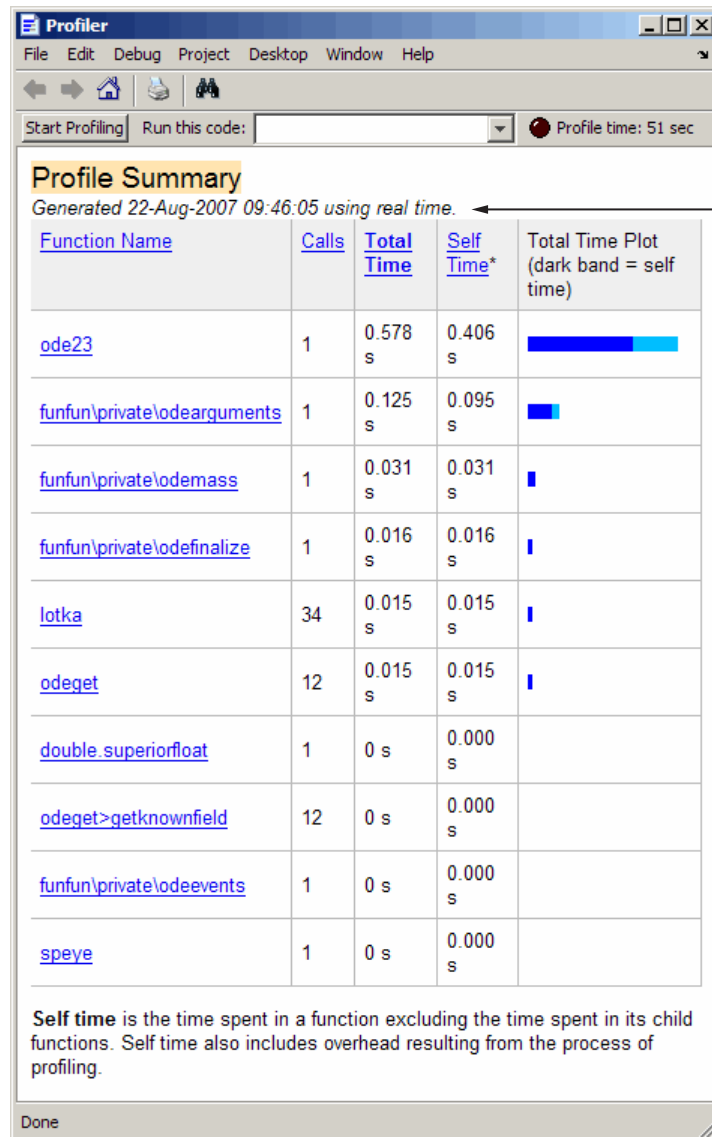 Profiler
File Edit Debug Project Desktop Window Help
Start Profiling Run this code: Profile time: 51 sec
Profile Summary
Generated 22-Aug-2007 09:46:05 using real time.
Function Name Calls Total Time Self Time* Total Time Plot (dark band = self time)
ode23 1 0.578 s 0.406 s
funfun\private\odearguments 1 0.125 s 0.095 s
funfun\private\odemass 1 0.031 s 0.031 s
funfun\private\odefinalize 1 0.016 s 0.016 s
lotka 34 0.015 s 0.015 s
odeget 12 0.015 s 0.015 s
double.superiorfloat 1 0 s 0.000 s
odeget>getknownfield 12 0 s 0.000 s
funfun\private\odeevents 1 0 s 0.000 s
speye 1 0 s 0.000 s
Self time is the time spent in a function excluding the time spent in its child
functions. Self time also includes overhead resulting from the process of
profiling.
Done